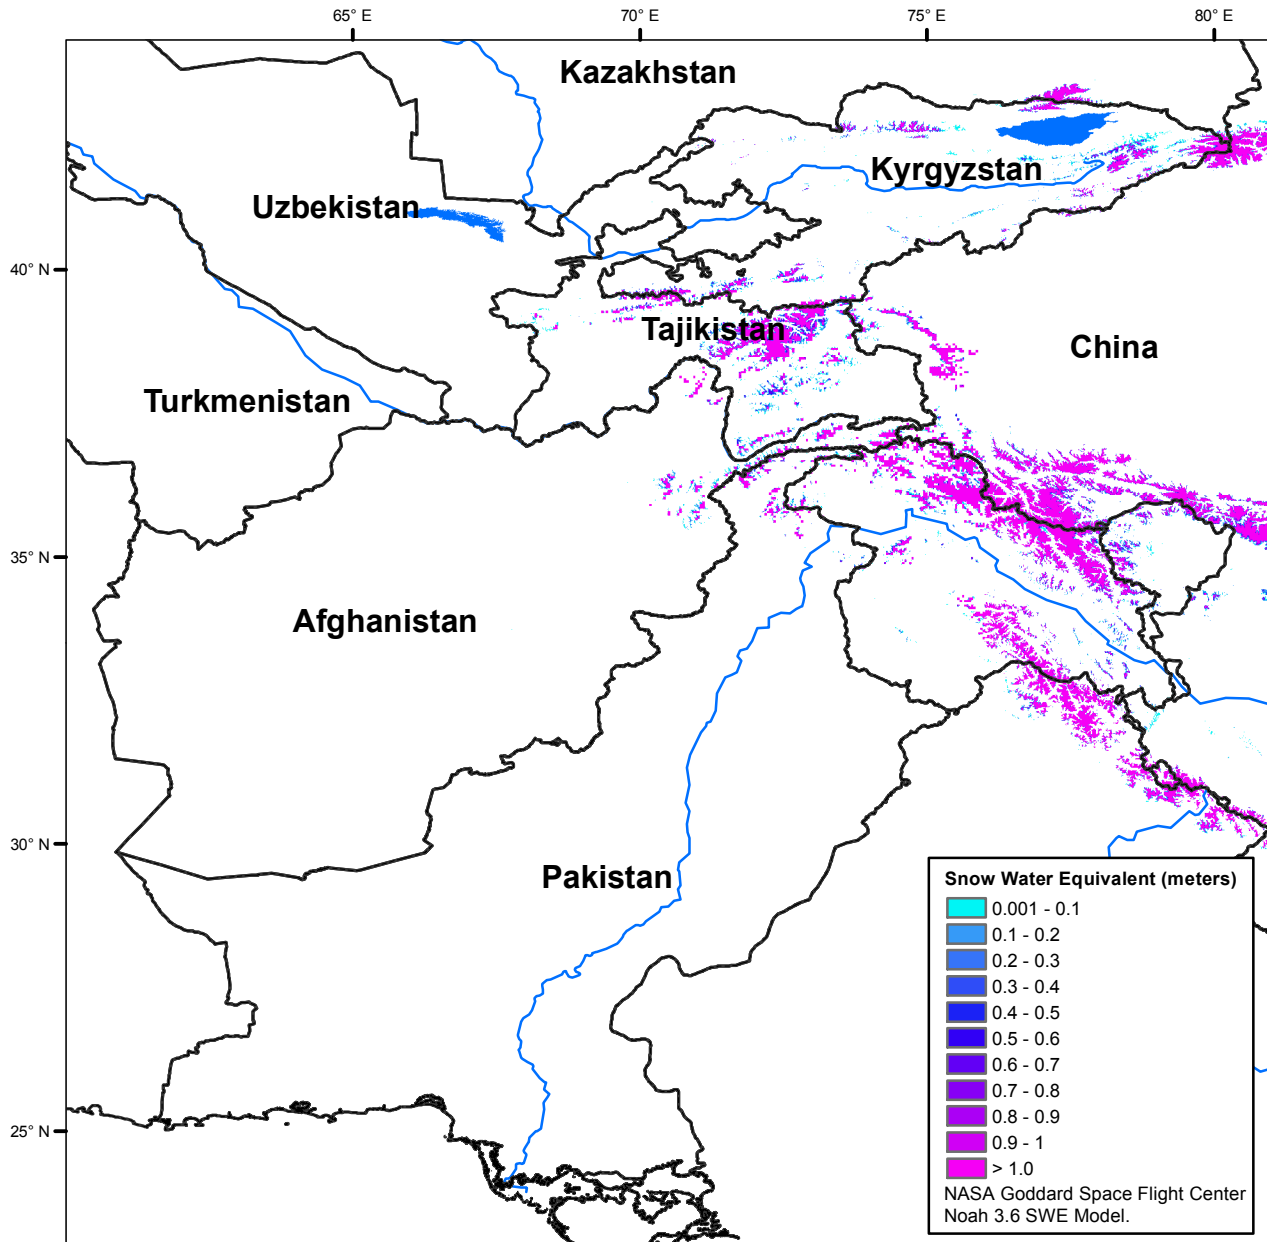 65° E
70° E
75° E
80° E
Kazakhstan
Kyrgyzstan
Uzbekistan
40° N
Tajikistan
China
Turkmenistan
35° N
Afghanistan
30° N
Pakistan
25° N
Snow Water Equivalent (meters)
0.001 - 0.1
0.1 - 0.2
0.2 - 0.3
0.3 - 0.4
0.4 - 0.5
0.5 - 0.6
0.6 - 0.7
0.7 - 0.8
0.8 - 0.9
0.9 - 1
> 1.0
NASA Goddard Space Flight Center
Noah 3.6 SWE Model.